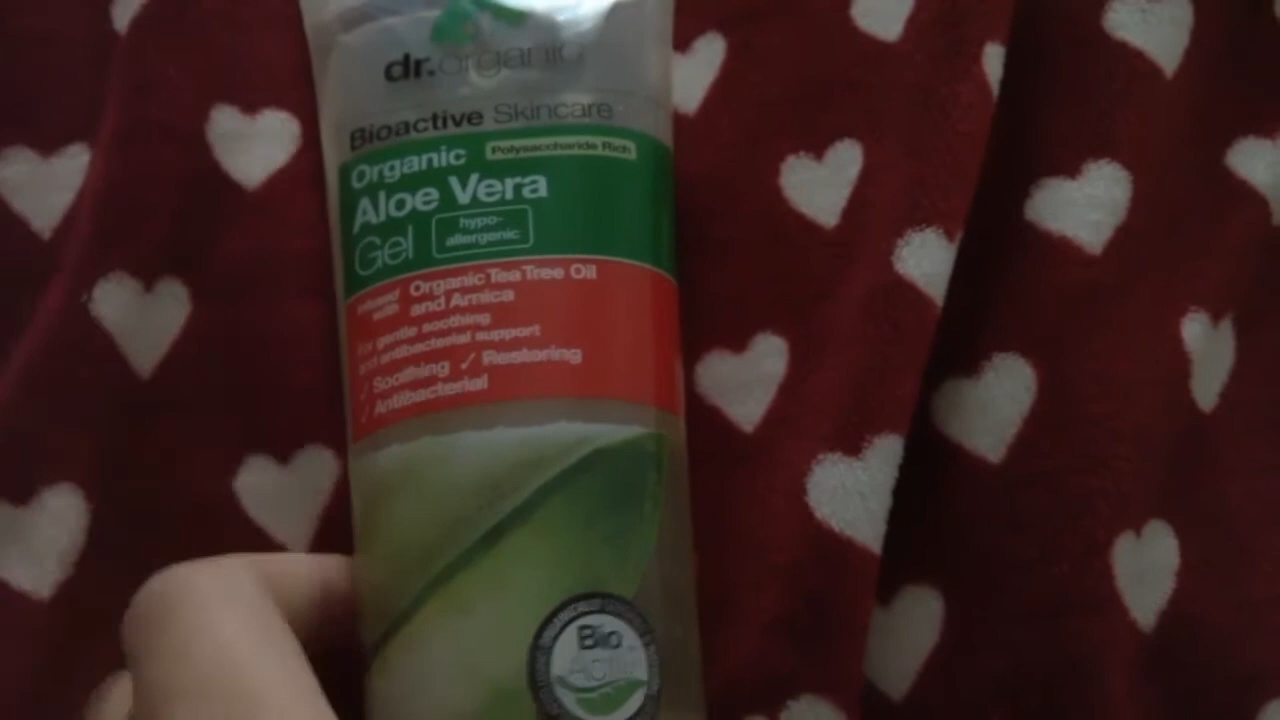 dr.organic
Bioactive Skincare
Organic Polysaccharide Rich
Aloe Vera
Gel
hypo-
allergenic
infused
with
Organic Tea Tree Oil
and Arnica
For gentle soothing
and antibacterial support
✓ Soothing ✓ Restoring
✓ Antibacterial
Bio
Active